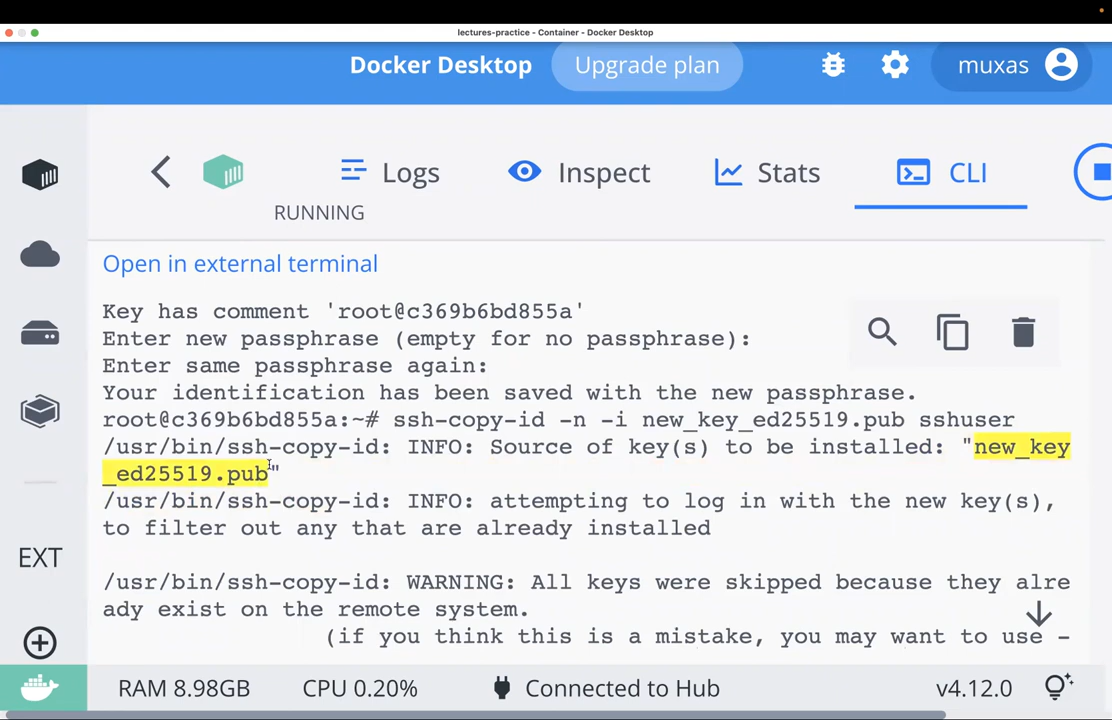 lectures-practice - Container - Docker Desktop
Docker Desktop Upgrade plan muxas
Logs Inspect Stats CLI
RUNNING
Open in external terminal
Key has comment 'root@c369b6bd855a'
Enter new passphrase (empty for no passphrase):
Enter same passphrase again:
Your identification has been saved with the new passphrase.
root@c369b6bd855a:~# ssh-copy-id -n -i new_key_ed25519.pub sshuser
/usr/bin/ssh-copy-id: INFO: Source of key(s) to be installed: "new_key
_ed25519.pub"
/usr/bin/ssh-copy-id: INFO: attempting to log in with the new key(s),
to filter out any that are already installed
/usr/bin/ssh-copy-id: WARNING: All keys were skipped because they alre
ady exist on the remote system.
(if you think this is a mistake, you may want to use -
EXT
RAM 8.98GB CPU 0.20% Connected to Hub v4.12.0